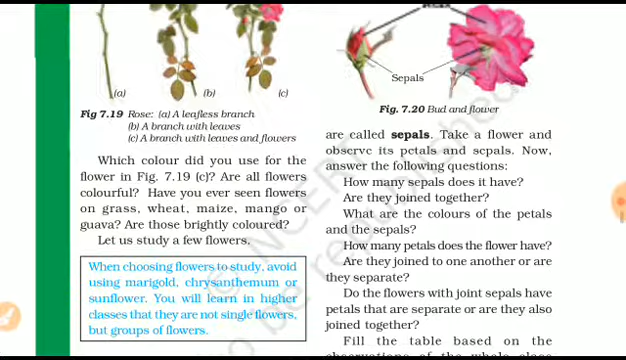 (a)
(b)
(c)
Fig 7.19 Rose: (a) A leafless branch
(b) A branch with leaves
(c) A branch with leaves and flowers
Which colour did you use for the
flower in Fig. 7.19 (c)? Are all flowers
colourful? Have you ever seen flowers
on grass, wheat, maize, mango or
guava? Are those brightly coloured?
Let us study a few flowers.
When choosing flowers to study, avoid
using marigold, chrysanthemum or
sunflower. You will learn in higher
classes that they are not single flowers,
but groups of flowers.
Sepals
Fig. 7.20 Bud and flower
are called sepals. Take a flower and
observe its petals and sepals. Now,
answer the following questions:
How many sepals does it have?
Are they joined together?
What are the colours of the petals
and the sepals?
How many petals does the flower have?
Are they joined to one another or are
they separate?
Do the flowers with joint sepals have
petals that are separate or are they also
joined together?
Fill the table based on the
observations of the whole class